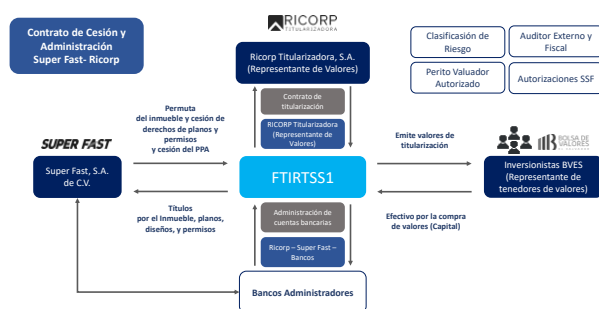 Contrato de Cesión y
Administración
Super Fast- Ricorp
RICORP
TITULARIZADORA
Ricorp Titularizadora, S.A.
(Representante de Valores)
Clasificasión de
Riesgo
Auditor Externo y
Fiscal
Perito Valuador
Autorizado
Autorizaciones SSF
Contrato de
titularización
RICORP Titularizadora
(Representante de
Valores)
Permuta
del inmueble y cesión de
derechos de planos y
permisos
y cesión del PPA
Emite valores de
titularización
SUPER FAST
BOLSA DE
VALORES
Super Fast, S.A.
de C.V.
FTIRTSS1
Inversionistas BVES
(Representante de
tenedores de valores)
Títulos
por el Inmueble, planos,
diseños, y permisos
Administración de
cuentas bancarias
Efectivo por la compra
de valores (Capital)
Ricorp – Super Fast –
Bancos
Bancos Administradores